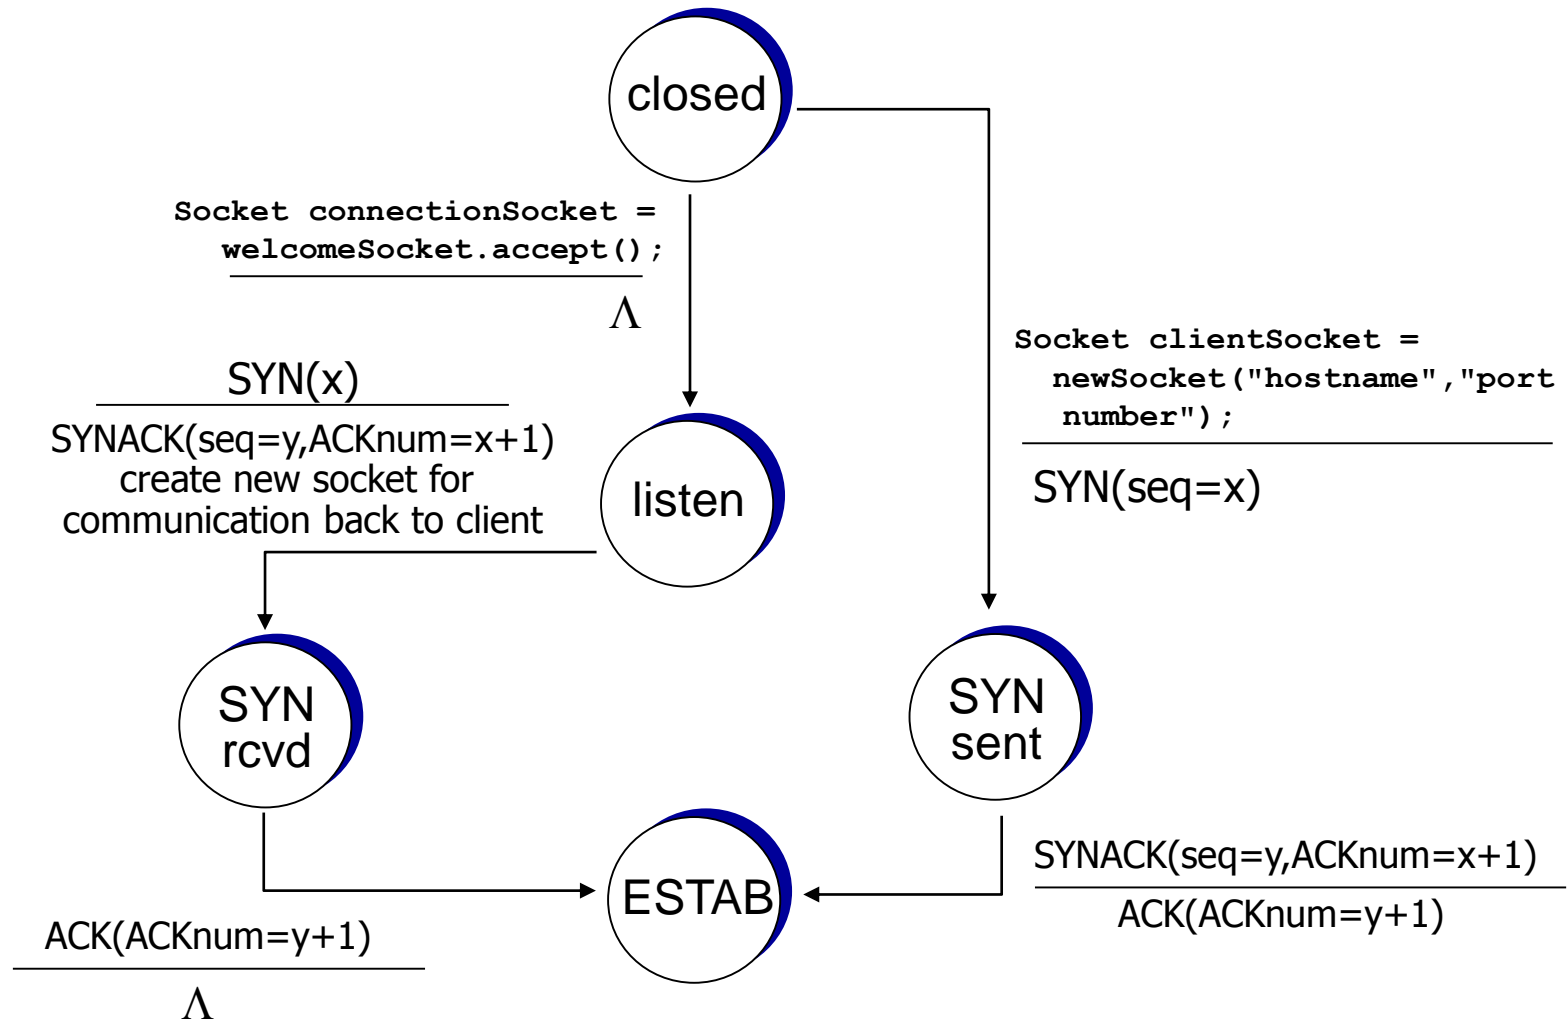 closed
Socket connectionSocket =
welcomeSocket.accept();
Λ
Socket clientSocket =
newSocket("hostname","port
number");
SYN(seq=x)
SYN(x)
SYNACK(seq=y,ACKnum=x+1)
create new socket for
communication back to client
listen
SYN
rcvd
SYN
sent
ESTAB
SYNACK(seq=y,ACKnum=x+1)
ACK(ACKnum=y+1)
ACK(ACKnum=y+1)
Λ